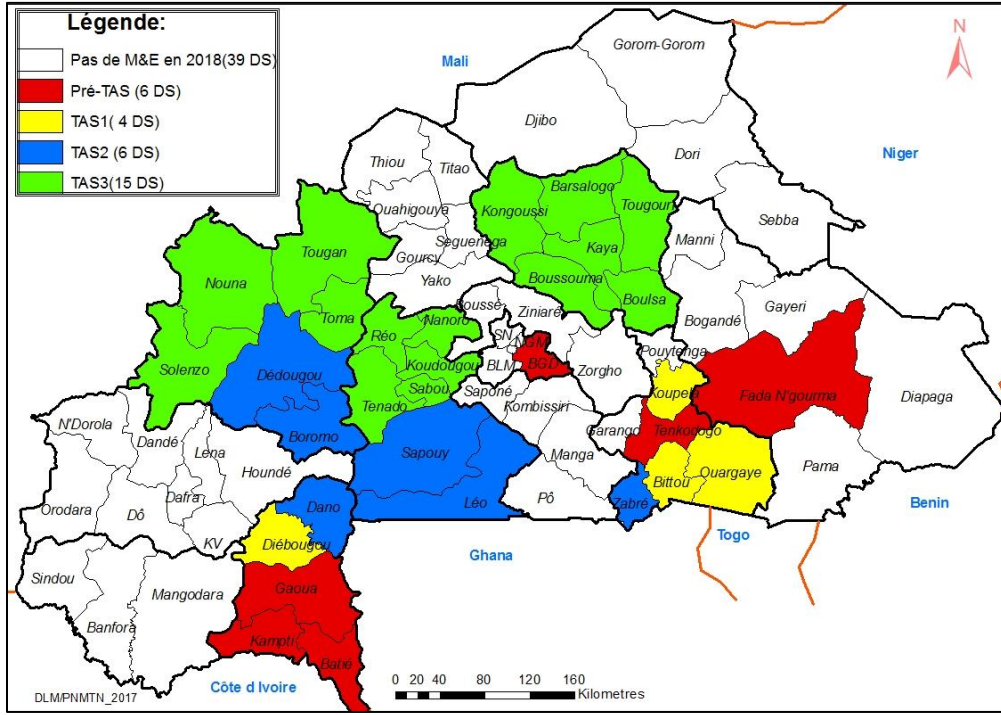 Légende:
Pas de M&E en 2018(39 DS)
Pré-TAS (6 DS)
TAS1( 4 DS)
TAS2 (6 DS)
TAS3(15 DS)
N
Mali
Niger
Benin
Togo
Ghana
Côte d Ivoire
Gorom-Gorom
Djibo
Dori
Sebba
Thiou
Titao
Ouahigouya
Seguenega
Gourcy
Yako
Kongoussi
Barsalogo
Tougouri
Kaya
Boussouma
Boulsa
Manni
Gayeri
Bogandé
Tougan
Nouna
Toma
Solenzo
Dédougou
Boromo
Réo
Nanoro
Koudougou
Sabou
Tenado
Bousse
Ziniaré
SN
NGM
BGD
BLM
Saponé
Kombissiri
Zorgho
Pouytenga
Koupela
Fada N'gourma
Diapaga
Garango
Tenkodogo
Manga
Ouargaye
Bittou
Zabré
Pama
Pô
Sapouy
Léo
N'Dorola
Dandé
Lena
Houndé
Dafra
Orodara
Dô
KV
Dano
Diébougou
Sindou
Mangodara
Banfora
Gaoua
Kampti
Batie
DLM/PNMTN_2017
0 20 40 80 120 160
Kilometres